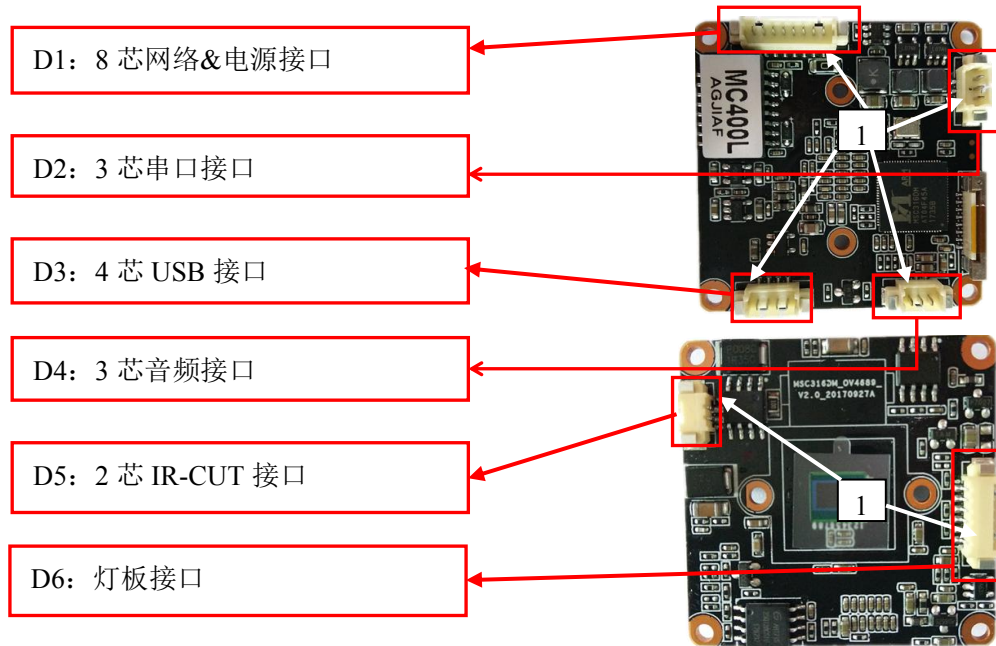 D1：8 芯网络&电源接口
D2：3 芯串口接口
D3：4 芯 USB 接口
D4：3 芯音频接口
D5：2 芯 IR-CUT 接口
D6：灯板接口
MC400L
AGJIAF
1
MSC316DM_OV4689_
V2.0_20170927A
1